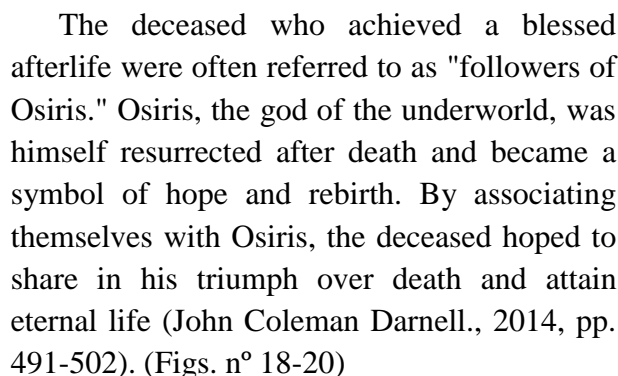 The deceased who achieved a blessed
afterlife were often referred to as "followers of
Osiris." Osiris, the god of the underworld, was
himself resurrected after death and became a
symbol of hope and rebirth. By associating
themselves with Osiris, the deceased hoped to
share in his triumph over death and attain
eternal life (John Coleman Darnell., 2014, pp.
491-502). (Figs. nº 18-20)